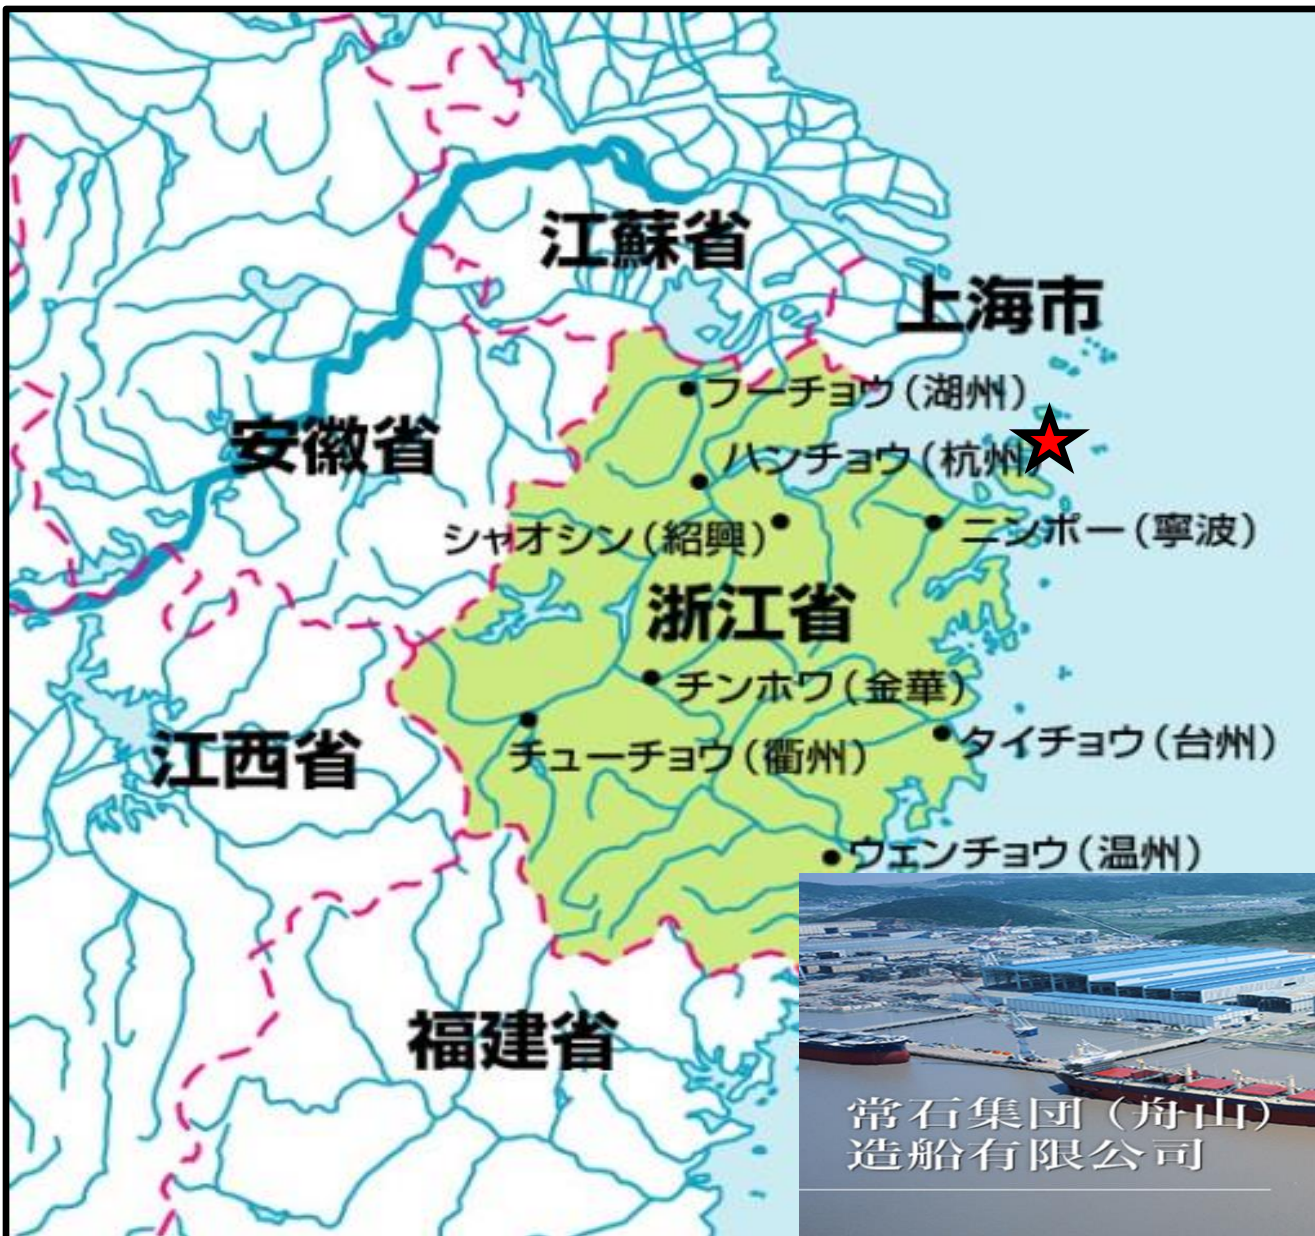 江蘇省
上海市
フーチョウ(湖州)
安徽省
ハンチョウ(杭州)
シャオシン(紹興)
ニンポー(寧波)
浙江省
チンホワ(金華)
江西省
チューチョウ(衢州)
タイチョウ(台州)
ウェンチョウ(温州)
福建省
常石集団(舟山)
造船有限公司